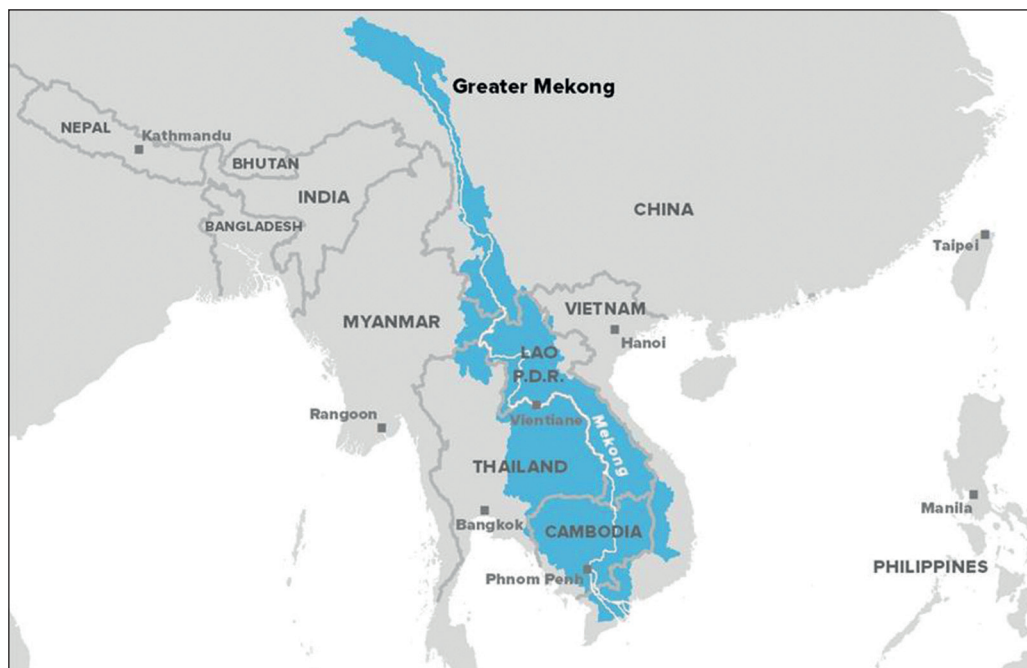 Greater Mekong
NEPAL
Kathmandu
BHUTAN
INDIA
BANGLADESH
CHINA
Taipei
MYANMAR
VIETNAM
Hanoi
LAO
P.D.R.
Rangoon
Vientiane
Mekong
THAILAND
Bangkok
CAMBODIA
Manila
Phnom Penh
PHILIPPINES